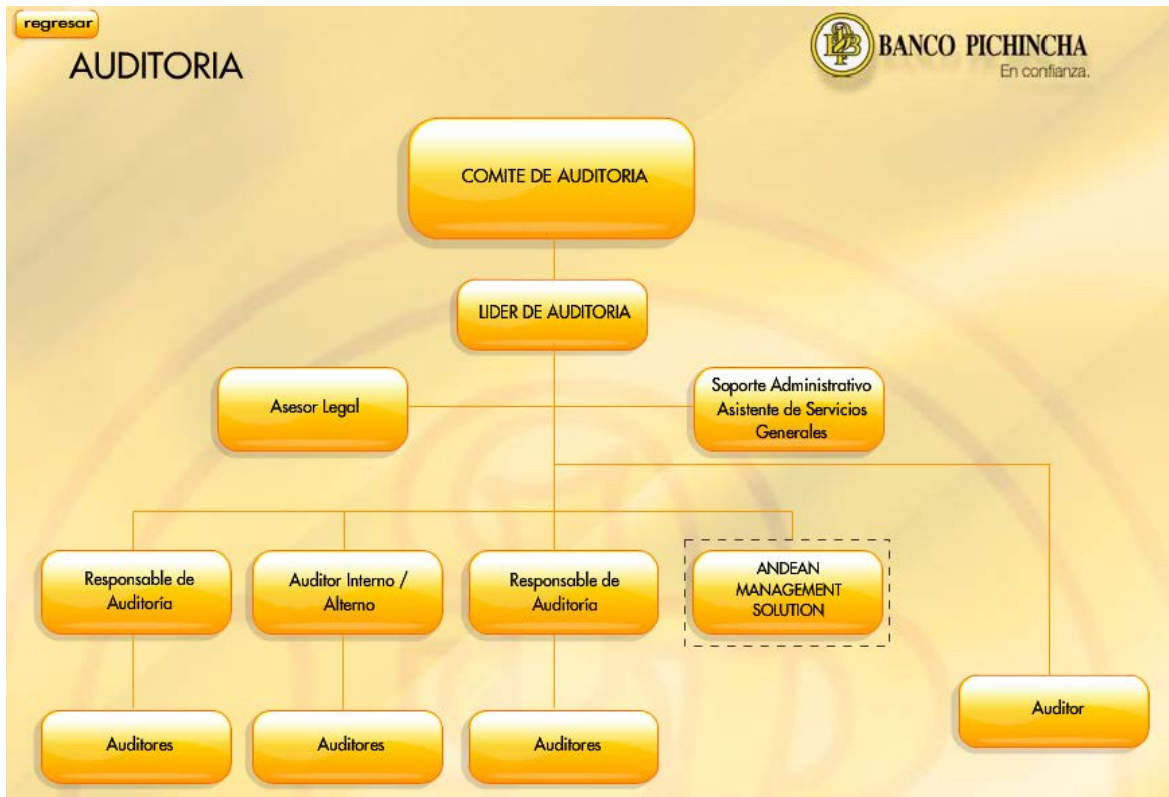 regresar
AUDITORIA
BANCO PICHINCHA
En confianza.
COMITE DE AUDITORIA
LIDER DE AUDITORIA
Asesor Legal
Soporte Administrativo
Asistente de Servicios
Generales
Responsable de
Auditoría
Auditor Interno /
Alterno
Responsable de
Auditoría
ANDEAN
MANAGEMENT
SOLUTION
Auditor
Auditores
Auditores
Auditores